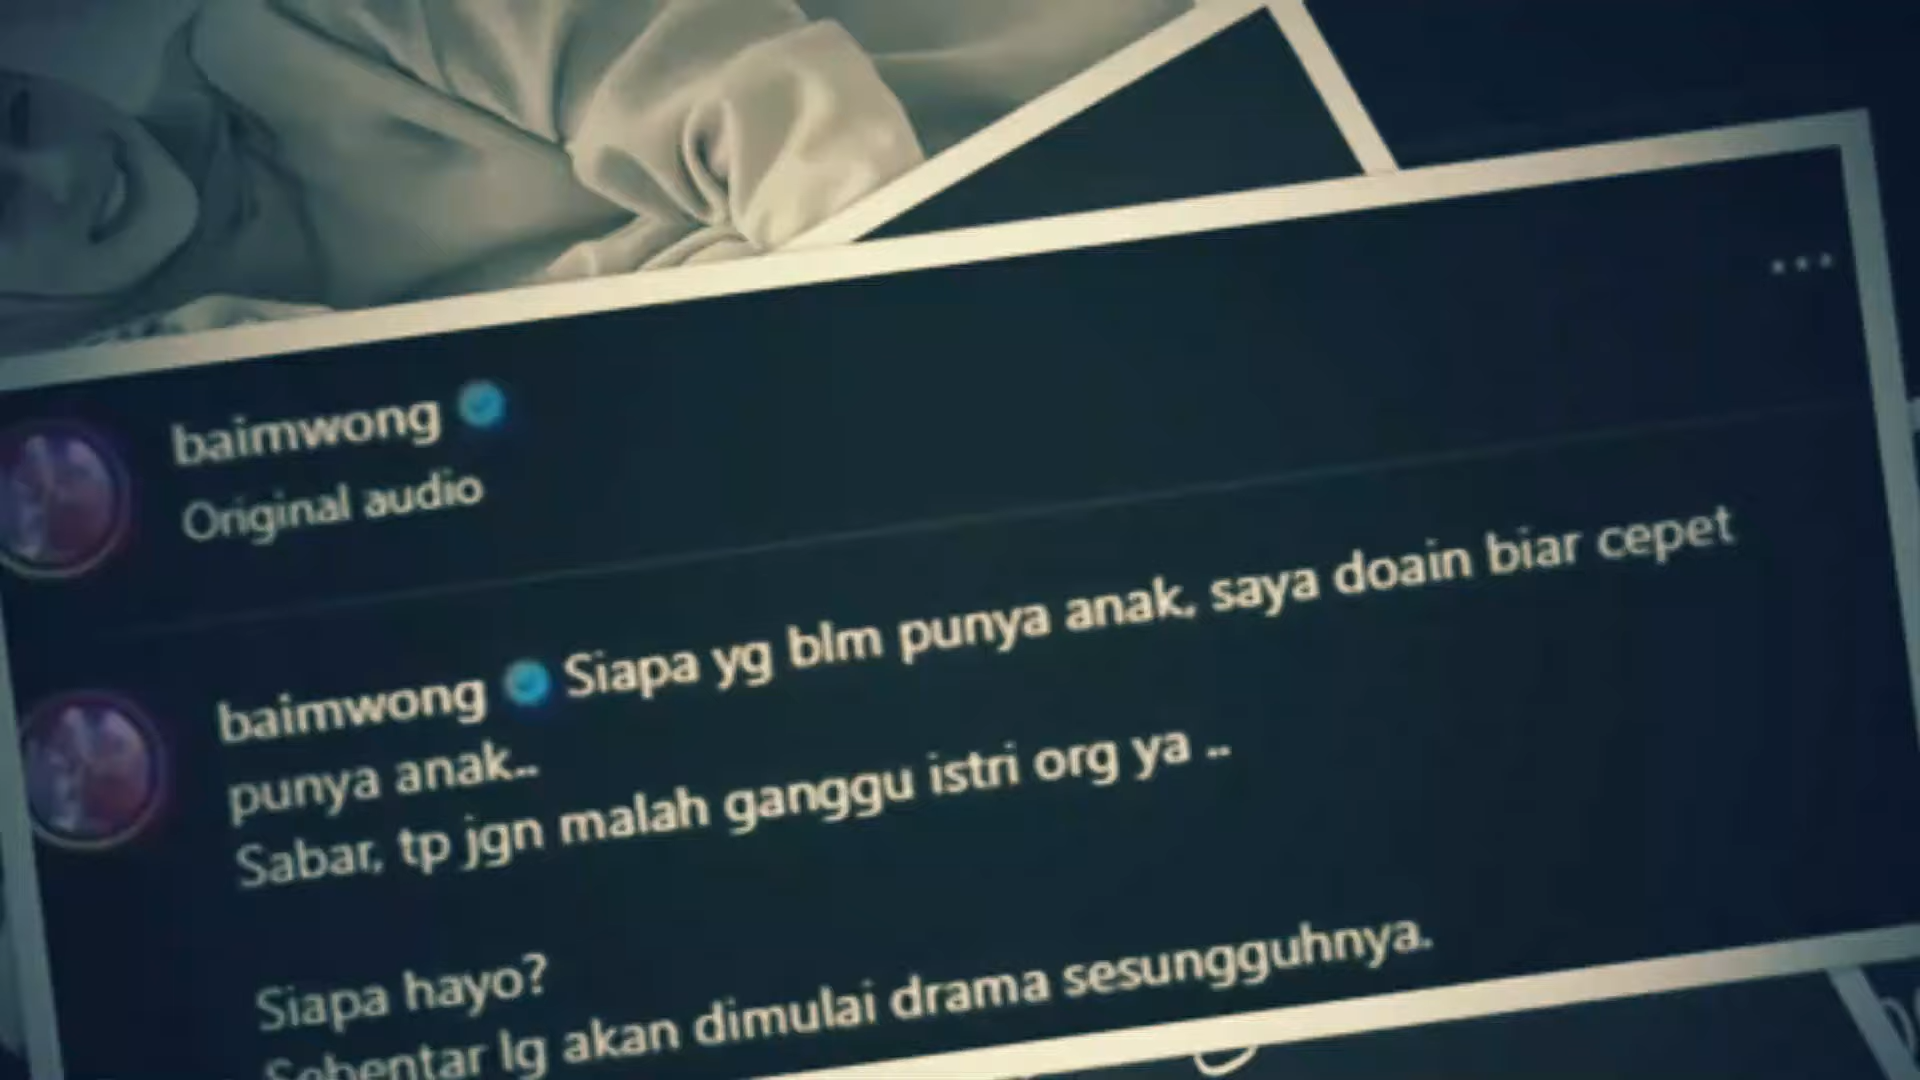 baimwong
Original audio
baimwong Siapa yg blm punya anak, saya doain biar cepet
punya anak..
Sabar, tp jgn malah ganggu istri org ya ..
Siapa hayo?
Sebentar lg akan dimulai drama sesungguhnya.